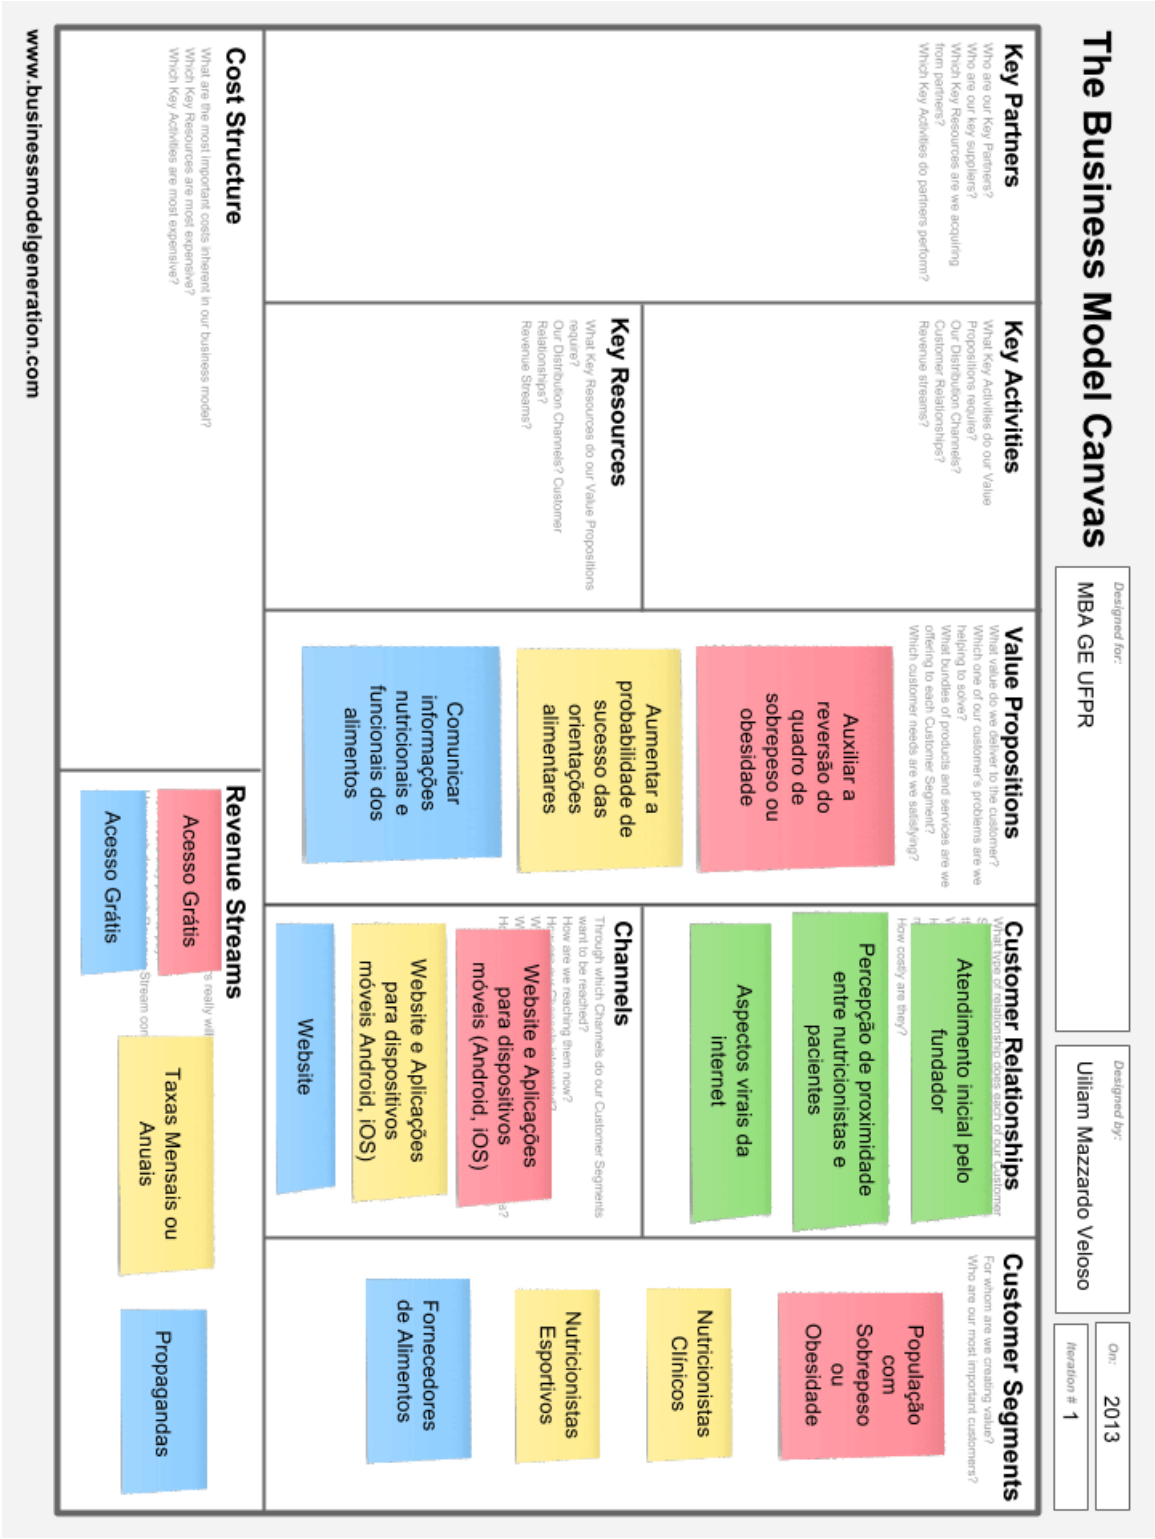 The Business Model Canvas
Designed for:
MBA GE UFPR
Designed by:
Uiliam Mazzardo Veloso
On:
2013
Iteration #
1
Key Partners
Who are our Key Partners?
Who are our key suppliers?
Which Key Resources are we acquiring
from partners?
Which Key Activities do partners perform?
Key Activities
What Key Activities do our Value
Propositions require?
Our Distribution Channels?
Customer Relationships?
Revenue streams?
Key Resources
What Key Resources do our Value Propositions
require?
Our Distribution Channels? Customer
Relationships?
Revenue Streams?
Value Propositions
What value do we deliver to the customer?
Which one of our customer's problems are we
helping to solve?
What bundles of products and services are we
offering to each Customer Segment?
Which customer needs are we satisfying?
Auxiliar a
reversão do
quadro de
sobrepeso ou
obesidade
Aumentar a
probabilidade de
sucesso das
orientações
alimentares
Comunicar
informações
nutricionais e
funcionais dos
alimentos
Customer Relationships
What type of relationship does each of our Customer
How costly are they?
Atendimento inicial pelo
fundador
Percepção de proximidade
entre nutricionistas e
pacientes
Aspectos virais da
internet
Channels
Through which Channels do our Customer Segments
want to be reached?
How are we reaching them now?
Website e Aplicações
para dispositivos
móveis (Android, iOS)
Website e Aplicações
para dispositivos
móveis Android, iOS)
Website
Customer Segments
For whom are we creating value?
Who are our most important customers?
População
com
Sobrepeso
ou
Obesidade
Nutricionistas
Clínicos
Nutricionistas
Esportivos
Fornecedores
de Alimentos
Cost Structure
What are the most important costs inherent in our business model?
Which Key Resources are most expensive?
Which Key Activities are most expensive?
Revenue Streams
really
Stream
Acesso Grátis
Acesso Grátis
Taxas Mensais ou
Anuais
Propagandas
www.businessmodelgeneration.com